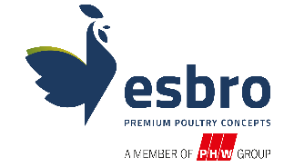 esbro
PREMIUM POULTRY CONCEPTS
A MEMBER OF PHW GROUP